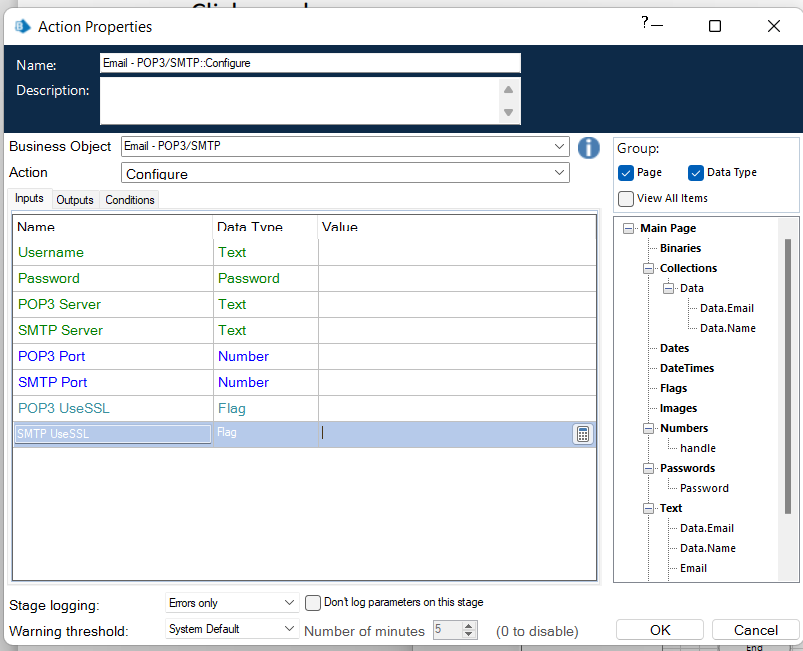 Action Properties
?
Name:
Email - POP3/SMTP::Configure
Description:
Business Object
Email - POP3/SMTP
Action
Configure
Inputs
Outputs
Conditions
Name
Data Type
Value
Username
Text
Password
Password
POP3 Server
Text
SMTP Server
Text
POP3 Port
Number
SMTP Port
Number
POP3 UseSSL
Flag
SMTP UseSSL
Flag
Group:
Page
Data Type
View All Items
Main Page
Binaries
Collections
Data
Data.Email
Data.Name
Dates
DateTimes
Flags
Images
Numbers
handle
Passwords
Password
Text
Data.Email
Data.Name
Email
Stage logging:
Errors only
Don't log parameters on this stage
Warning threshold:
System Default
Number of minutes
5
(0 to disable)
OK
Cancel
End